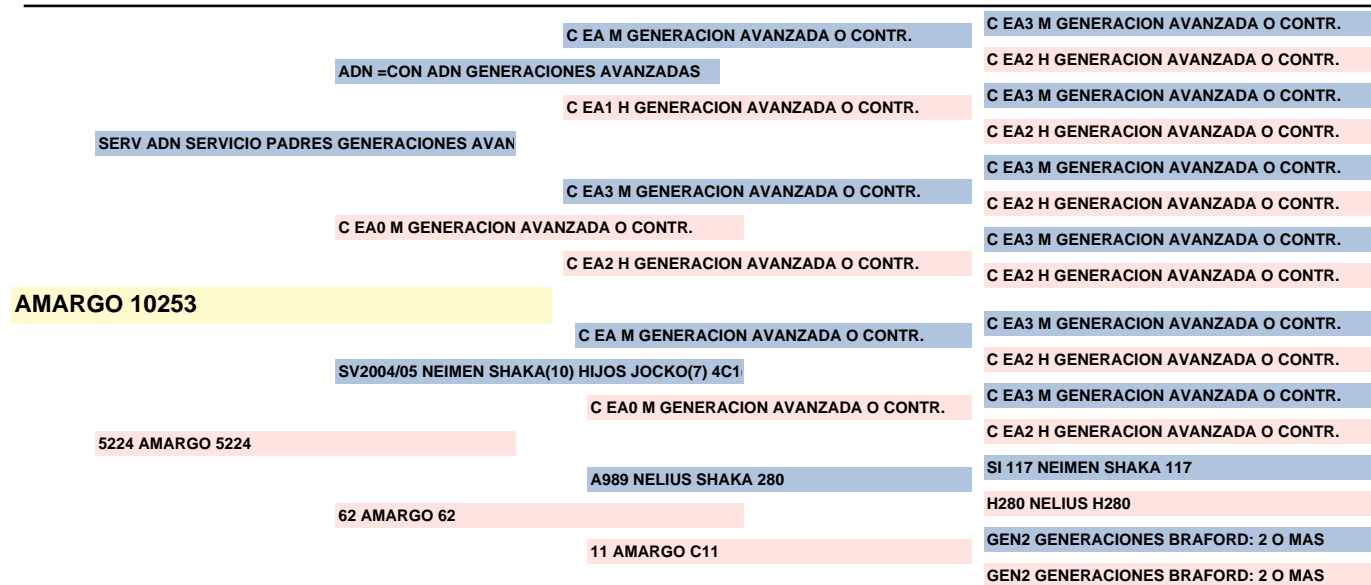 C EA3 M GENERACION AVANZADA O CONTR.
C EA M GENERACION AVANZADA O CONTR.
C EA2 H GENERACION AVANZADA O CONTR.
ADN =CON ADN GENERACIONES AVANZADAS
C EA3 M GENERACION AVANZADA O CONTR.
C EA1 H GENERACION AVANZADA O CONTR.
C EA2 H GENERACION AVANZADA O CONTR.
SERV ADN SERVICIO PADRES GENERACIONES AVAN
C EA3 M GENERACION AVANZADA O CONTR.
C EA3 M GENERACION AVANZADA O CONTR.
C EA2 H GENERACION AVANZADA O CONTR.
C EA0 M GENERACION AVANZADA O CONTR.
C EA3 M GENERACION AVANZADA O CONTR.
C EA2 H GENERACION AVANZADA O CONTR.
C EA2 H GENERACION AVANZADA O CONTR.
AMARGO 10253
C EA3 M GENERACION AVANZADA O CONTR.
C EA M GENERACION AVANZADA O CONTR.
C EA2 H GENERACION AVANZADA O CONTR.
SV2004/05 NEIMEN SHAKA(10) HIJOS JOCKO(7) 4C1
C EA3 M GENERACION AVANZADA O CONTR.
C EA0 M GENERACION AVANZADA O CONTR.
C EA2 H GENERACION AVANZADA O CONTR.
5224 AMARGO 5224
SI 117 NEIMEN SHAKA 117
A989 NELIUS SHAKA 280
H280 NELIUS H280
62 AMARGO 62
GEN2 GENERACIONES BRAFORD: 2 O MAS
11 AMARGO C11
GEN2 GENERACIONES BRAFORD: 2 O MAS